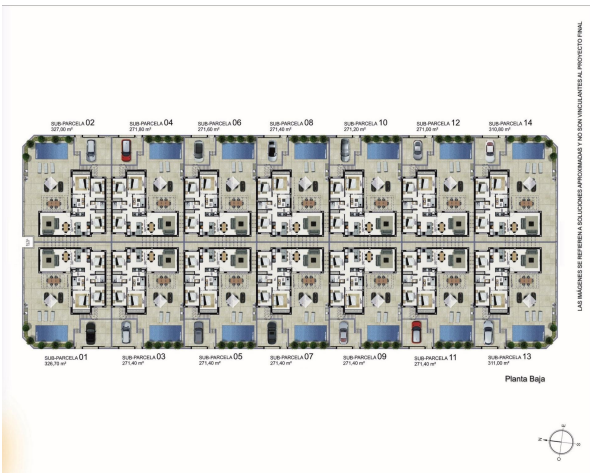 SUB-PARCELA 02
327,00 m²
SUB-PARCELA 04
271,80 m²
SUB-PARCELA 06
271,60 m²
SUB-PARCELA 08
271,40 m²
SUB-PARCELA 10
271,20 m²
SUB-PARCELA 12
271,00 m²
SUB-PARCELA 14
310,80 m²
SUB-PARCELA 01
326,70 m²
SUB-PARCELA 03
271,40 m²
SUB-PARCELA 05
271,40 m²
SUB-PARCELA 07
271,40 m²
SUB-PARCELA 09
271,40 m²
SUB-PARCELA 11
271,40 m²
SUB-PARCELA 13
311,00 m²
Planta Baja
LAS IMÁGENES SE REFIEREN A SOLUCIONES APROXIMADAS Y NO SON VINCULANTES AL PROYECTO FINAL
N
E
S
O